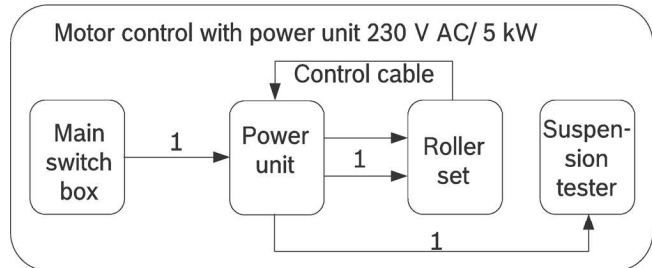 Motor control with power unit 230 V AC/ 5 kW
Control cable
Main
switch
box
1
Power
unit
1
Roller
set
Suspen-
sion
tester
1